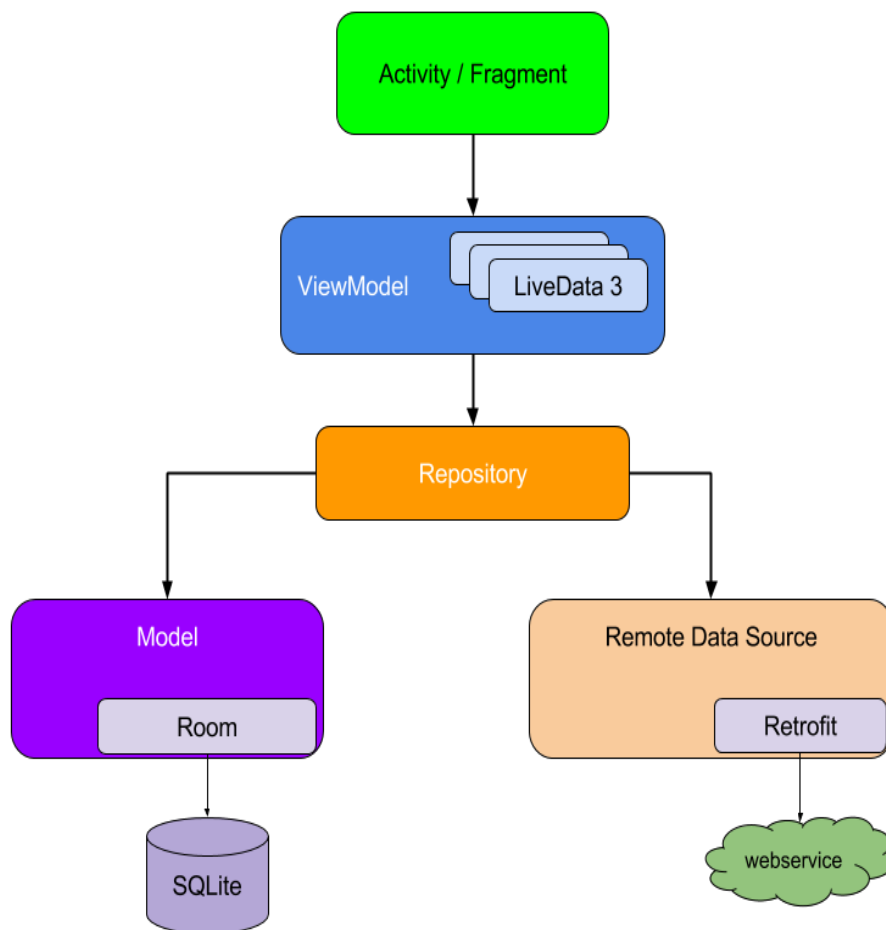 Activity / Fragment
ViewModel
LiveData 3
Repository
Model
Remote Data Source
Room
Retrofit
SQLite
webservice